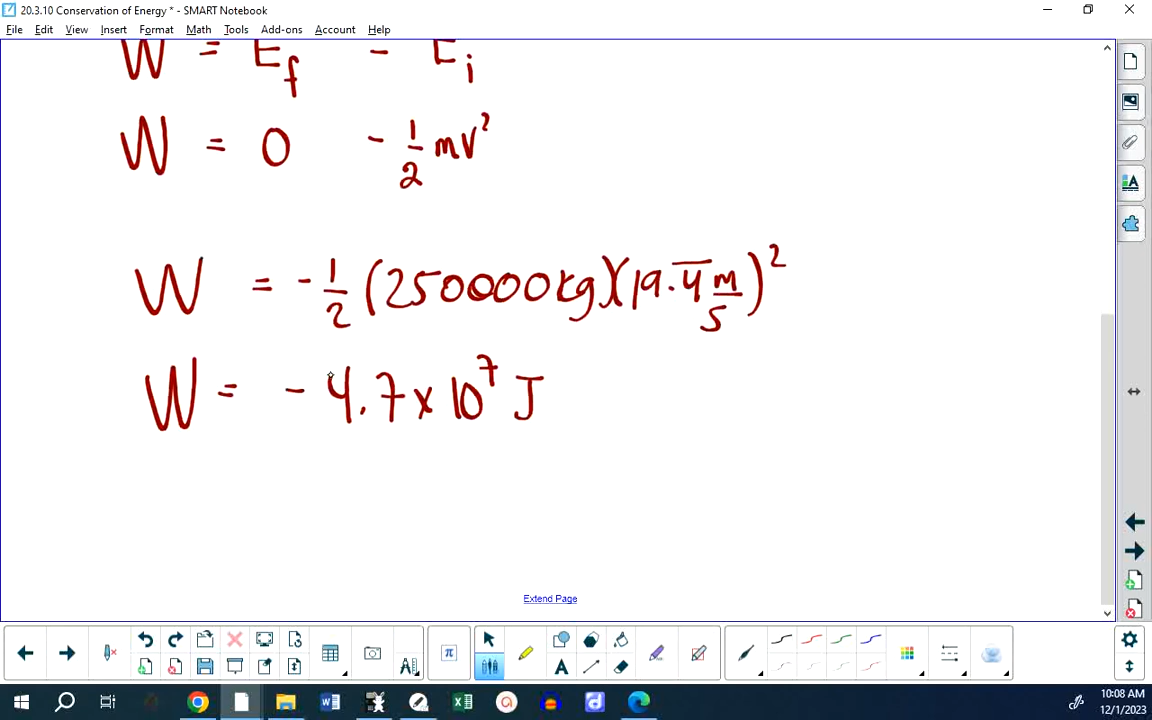 20.3.10 Conservation of Energy * - SMART Notebook
File Edit View Insert Format Math Tools Add-ons Account Help
W = E_f - E_i
W = 0 - 1/2 mv²
W = - 1/2 (250000kg)(19.4̅ m/s)²
W = - 4.7 x 10⁷ J
Extend Page
10:08 AM
12/1/2023